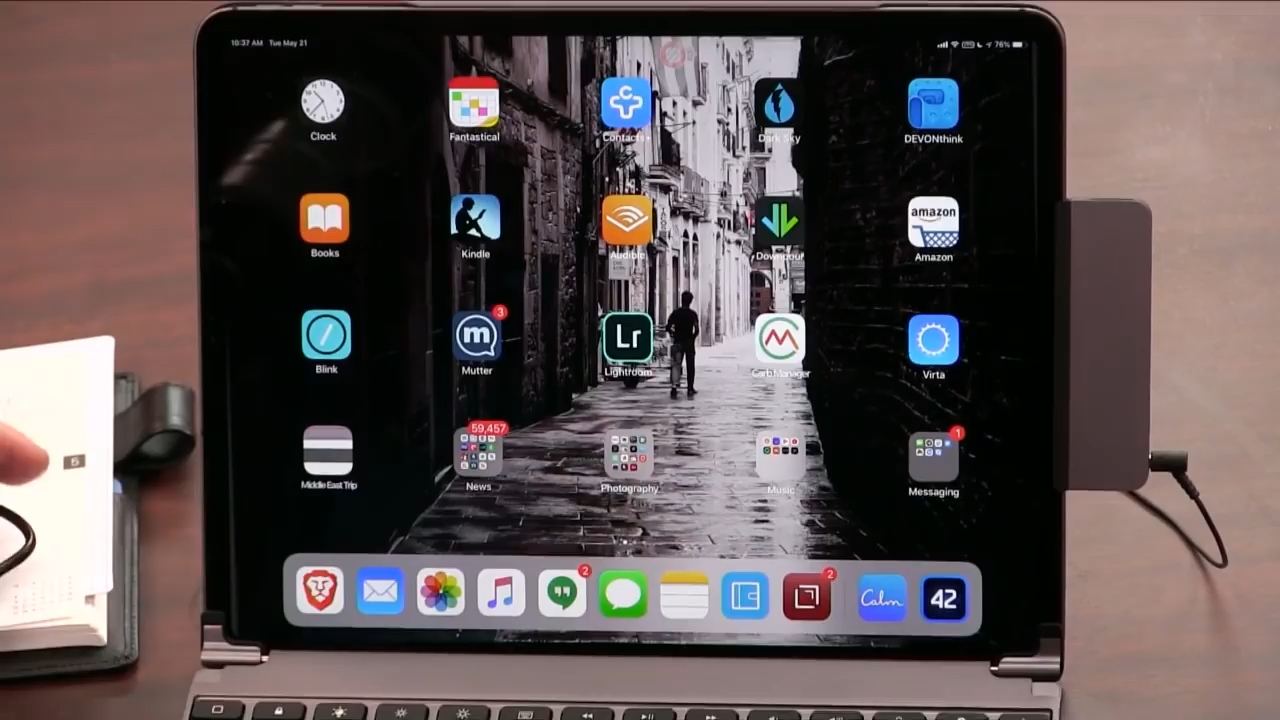 10:37 AM Tue May 21
76%
Clock
Fantastical
Contacts+
Dark Sky
DEVONthink
Books
Kindle
Audible
Downpour
amazon
Amazon
3
m
Lr
Blink
Mutter
Lightroom
Carb Manager
Virta
59,457
1
Middle East Trip
News
Photography
Music
Messaging
5
2
2
Calm
42